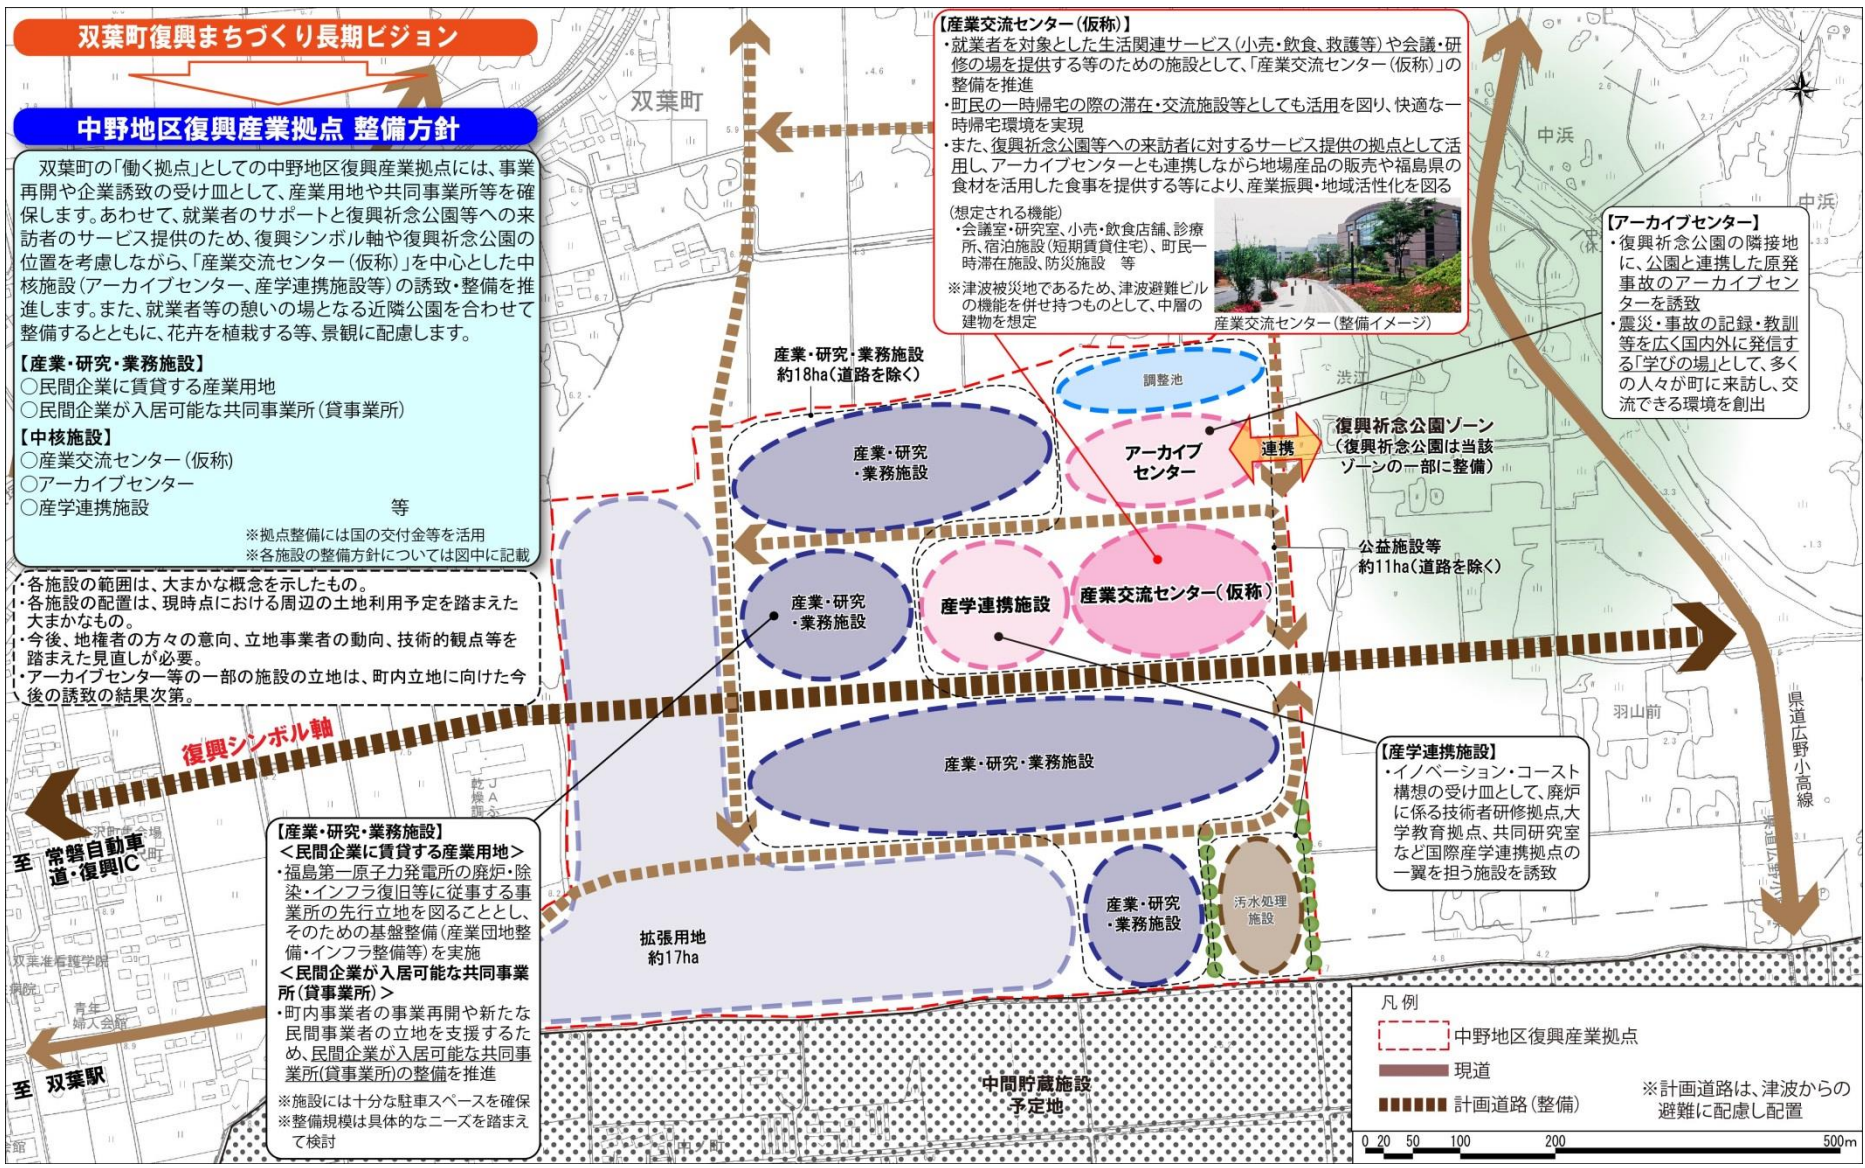 双葉町復興まちづくり長期ビジョン
中野地区復興産業拠点 整備方針
双葉町の「働く拠点」としての中野地区復興産業拠点には、事業
再開や企業誘致の受け皿として、産業用地や共同事業所等を確
保します。あわせて、就業者のサポートと復興祈念公園等への来
訪者のサービス提供のため、復興シンボル軸や復興祈念公園の
位置を考慮しながら、「産業交流センター(仮称)」を中心とした中
核施設(アーカイブセンター、産学連携施設等)の誘致・整備を推
進します。また、就業者等の憩いの場となる近隣公園を合わせて
整備するとともに、花卉を植栽する等、景観に配慮します。
【産業・研究・業務施設】
○民間企業に賃貸する産業用地
○民間企業が入居可能な共同事業所(貸事業所)
【中核施設】
○産業交流センター(仮称)
○アーカイブセンター
○産学連携施設 等
※拠点整備には国の交付金等を活用
※各施設の整備方針については図中に記載
・各施設の範囲は、大まかな概念を示したもの。
・各施設の配置は、現時点における周辺の土地利用予定を踏まえた
大まかなもの。
・今後、地権者の方々の意向、立地事業者の動向、技術的観点等を
踏まえた見直しが必要。
・アーカイブセンター等の一部の施設の立地は、町内立地に向けた今
後の誘致の結果次第。
【産業交流センター(仮称)】
・就業者を対象とした生活関連サービス(小売・飲食、救護等)や会議・研
修の場を提供する等のための施設として、「産業交流センター(仮称)」の
整備を推進
・町民の一時帰宅の際の滞在・交流施設等としても活用を図り、快適な一
時帰宅環境を実現
・また、復興祈念公園等への来訪者に対するサービス提供の拠点として活
用し、アーカイブセンターとも連携しながら地場産品の販売や福島県の
食材を活用した食事を提供する等により、産業振興・地域活性化を図る
(想定される機能)
・会議室・研究室、小売・飲食店舗、診療
所、宿泊施設(短期賃貸住宅)、町民一
時滞在施設、防災施設 等
※津波被災地であるため、津波避難ビル
の機能を併せ持つものとして、中層の
建物を想定
産業交流センター(整備イメージ)
【アーカイブセンター】
・復興祈念公園の隣接地
に、公園と連携した原発
事故のアーカイブセン
ターを誘致
・震災・事故の記録・教訓
等を広く国内外に発信す
る「学びの場」として、多く
の人々が町に来訪し、交
流できる環境を創出
双葉町
中浜
中浜
渋江
産業・研究・業務施設
約18ha(道路を除く)
調整池
産業・研究
・業務施設
アーカイブ
センター
連携
復興祈念公園ゾーン
(復興祈念公園は当該
ゾーンの一部に整備)
公益施設等
約11ha(道路を除く)
産業・研究
・業務施設
産学連携施設
産業交流センター(仮称)
復興シンボル軸
羽山前
県道広野小高線
産業・研究・業務施設
【産学連携施設】
・イノベーション・コースト
構想の受け皿として、廃炉
に係る技術者研修拠点,大
学教育拠点、共同研究室
など国際産学連携拠点の
一翼を担う施設を誘致
至 常磐自動車
道・復興IC
【産業・研究・業務施設】
<民間企業に賃貸する産業用地>
・福島第一原子力発電所の廃炉・除
染・インフラ復旧等に従事する事
業所の先行立地を図ることとし、
そのための基盤整備(産業団地整
備・インフラ整備等)を実施
<民間企業が入居可能な共同事業
所(貸事業所)>
・町内事業者の事業再開や新たな
民間事業者の立地を支援するた
め、民間企業が入居可能な共同事
業所(貸事業所)の整備を推進
※施設には十分な駐車スペースを確保
※整備規模は具体的なニーズを踏まえ
て検討
拡張用地
約17ha
産業・研究
・業務施設
汚水処理
施設
双葉准看護学院
青年
婦人会館
至 双葉駅
中間貯蔵施設
予定地
凡例
中野地区復興産業拠点
現道
計画道路(整備)
※計画道路は、津波からの
避難に配慮し配置
0 20 50 100 200 500m